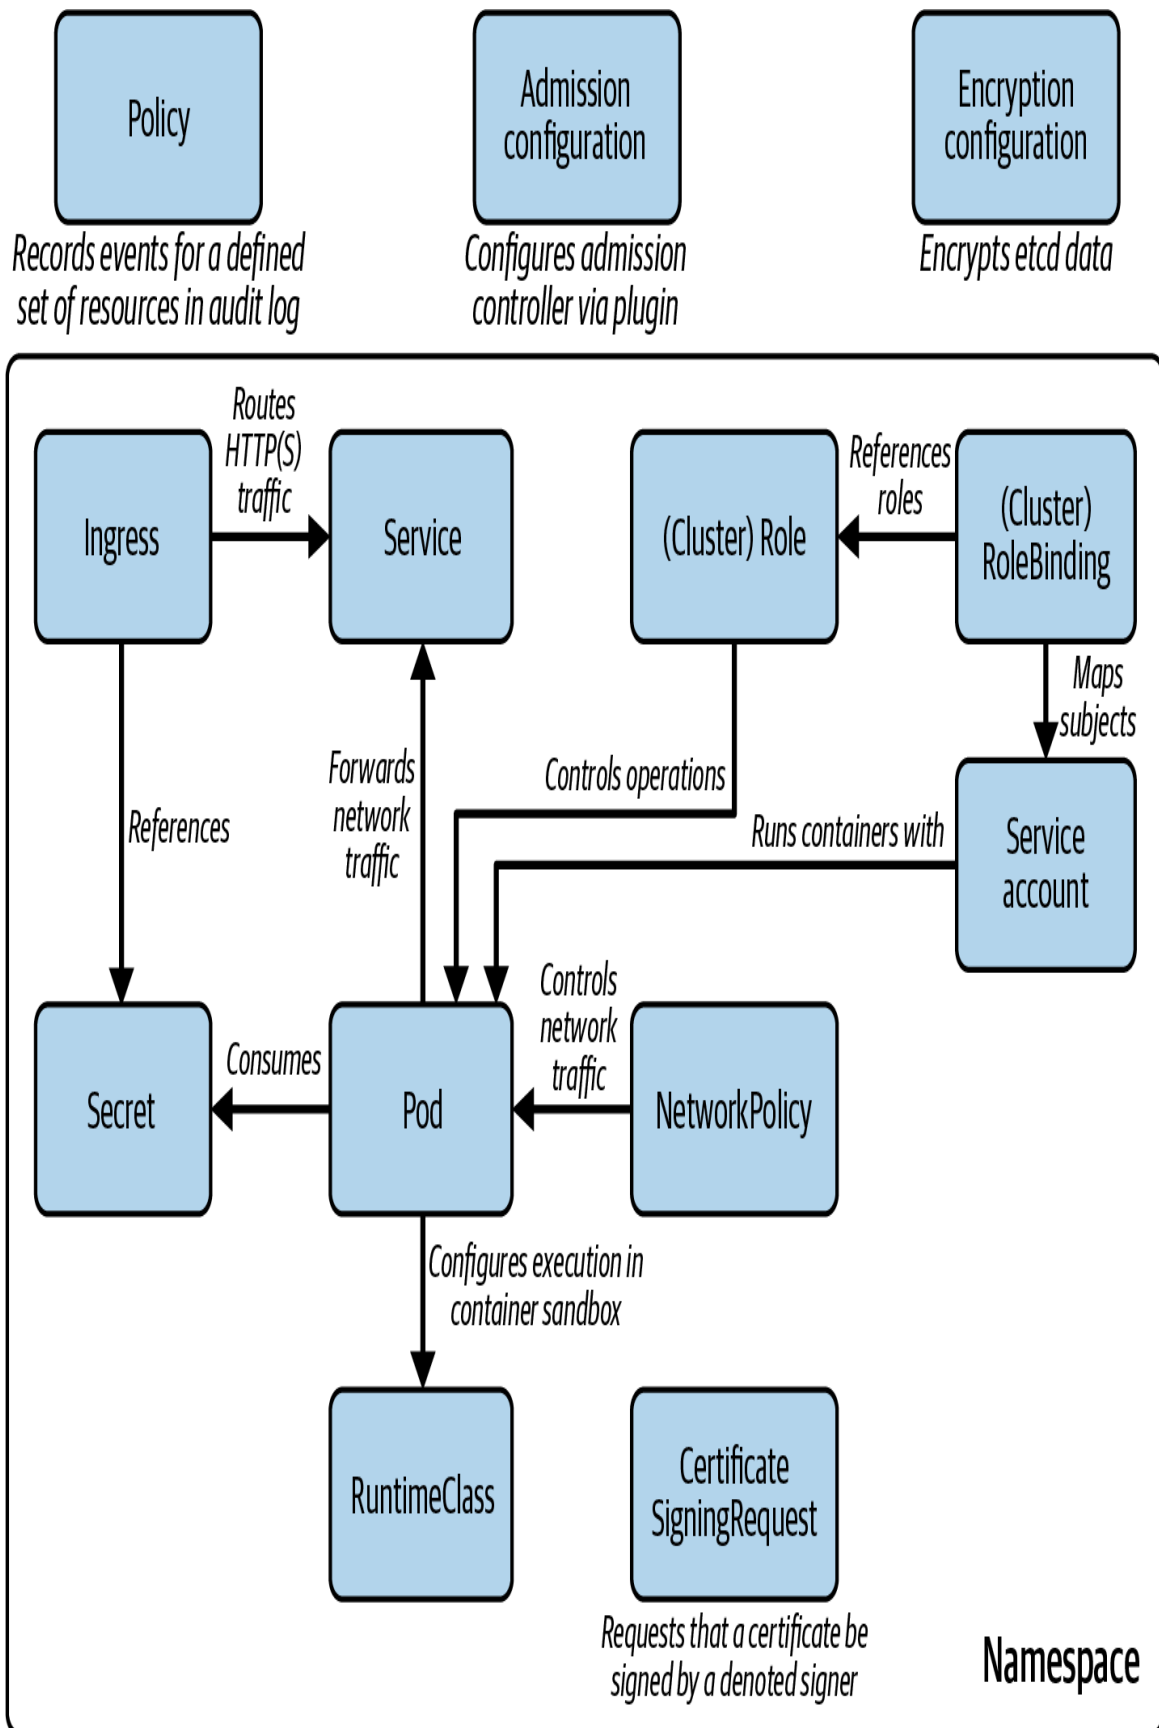 Policy
Admission
configuration
Encryption
configuration
Records events for a defined
set of resources in audit log
Configures admission
controller via plugin
Encrypts etcd data
Routes
HTTP(S)
traffic
Ingress
Service
(Cluster) Role
References
roles
(Cluster)
RoleBinding
Maps
subjects
References
Forwards
network
traffic
Controls operations
Runs containers with
Service
account
Controls
network
traffic
Secret
Consumes
Pod
NetworkPolicy
Configures execution in
container sandbox
RuntimeClass
Certificate
SigningRequest
Requests that a certificate be
signed by a denoted signer
Namespace